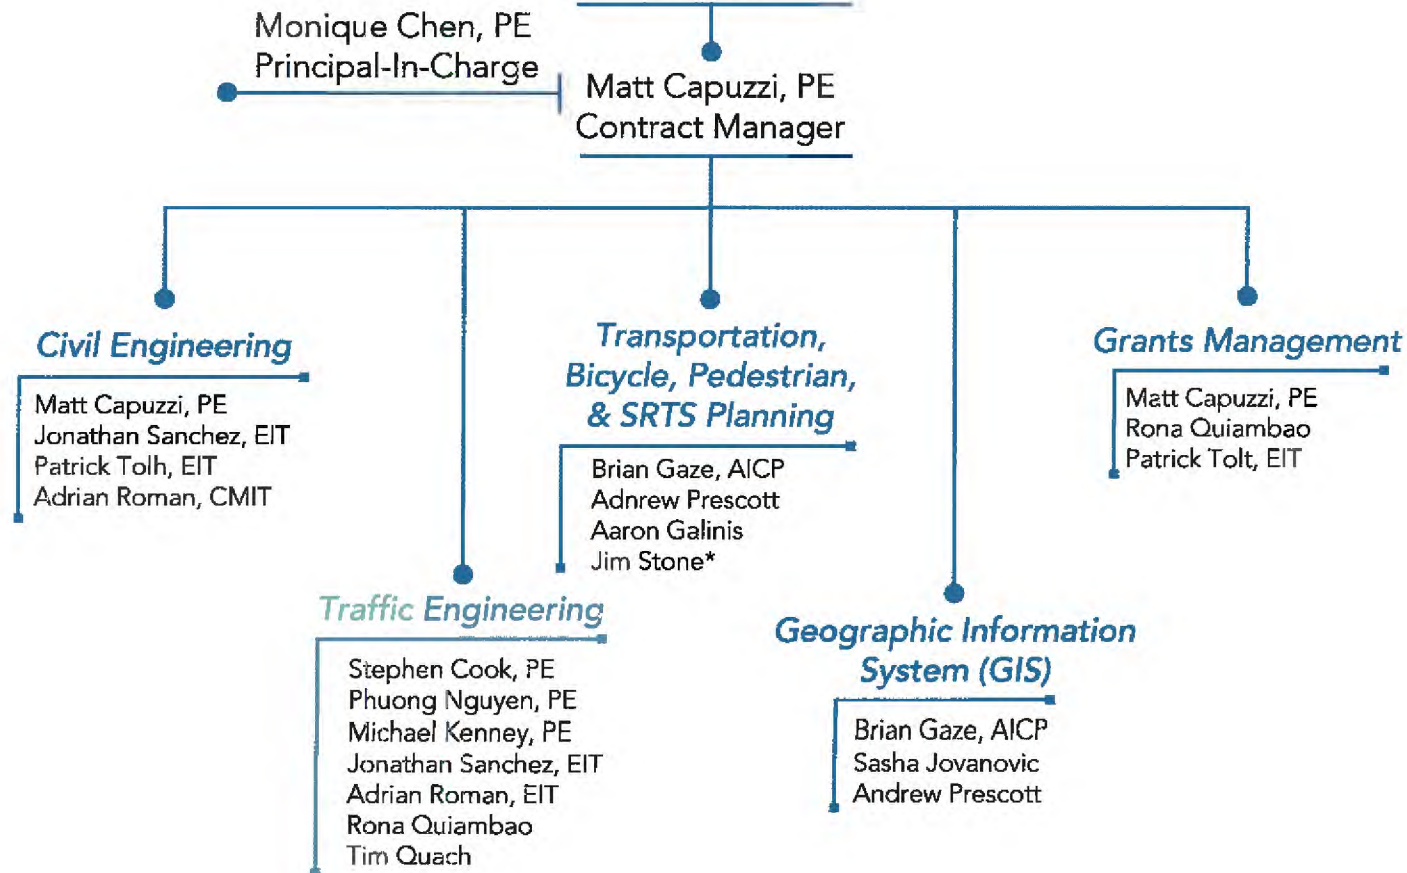 Monique Chen, PE
Principal-In-Charge
Matt Capuzzi, PE
Contract Manager
Civil Engineering
Matt Capuzzi, PE
Jonathan Sanchez, EIT
Patrick Tolh, EIT
Adrian Roman, CMIT
Traffic Engineering
Stephen Cook, PE
Phuong Nguyen, PE
Michael Kenney, PE
Jonathan Sanchez, EIT
Adrian Roman, EIT
Rona Quiambao
Tim Quach
Transportation,
Bicycle, Pedestrian,
& SRTS Planning
Brian Gaze, AICP
Adnrew Prescott
Aaron Galinis
Jim Stone*
Geographic Information
System (GIS)
Brian Gaze, AICP
Sasha Jovanovic
Andrew Prescott
Grants Management
Matt Capuzzi, PE
Rona Quiambao
Patrick Tolt, EIT